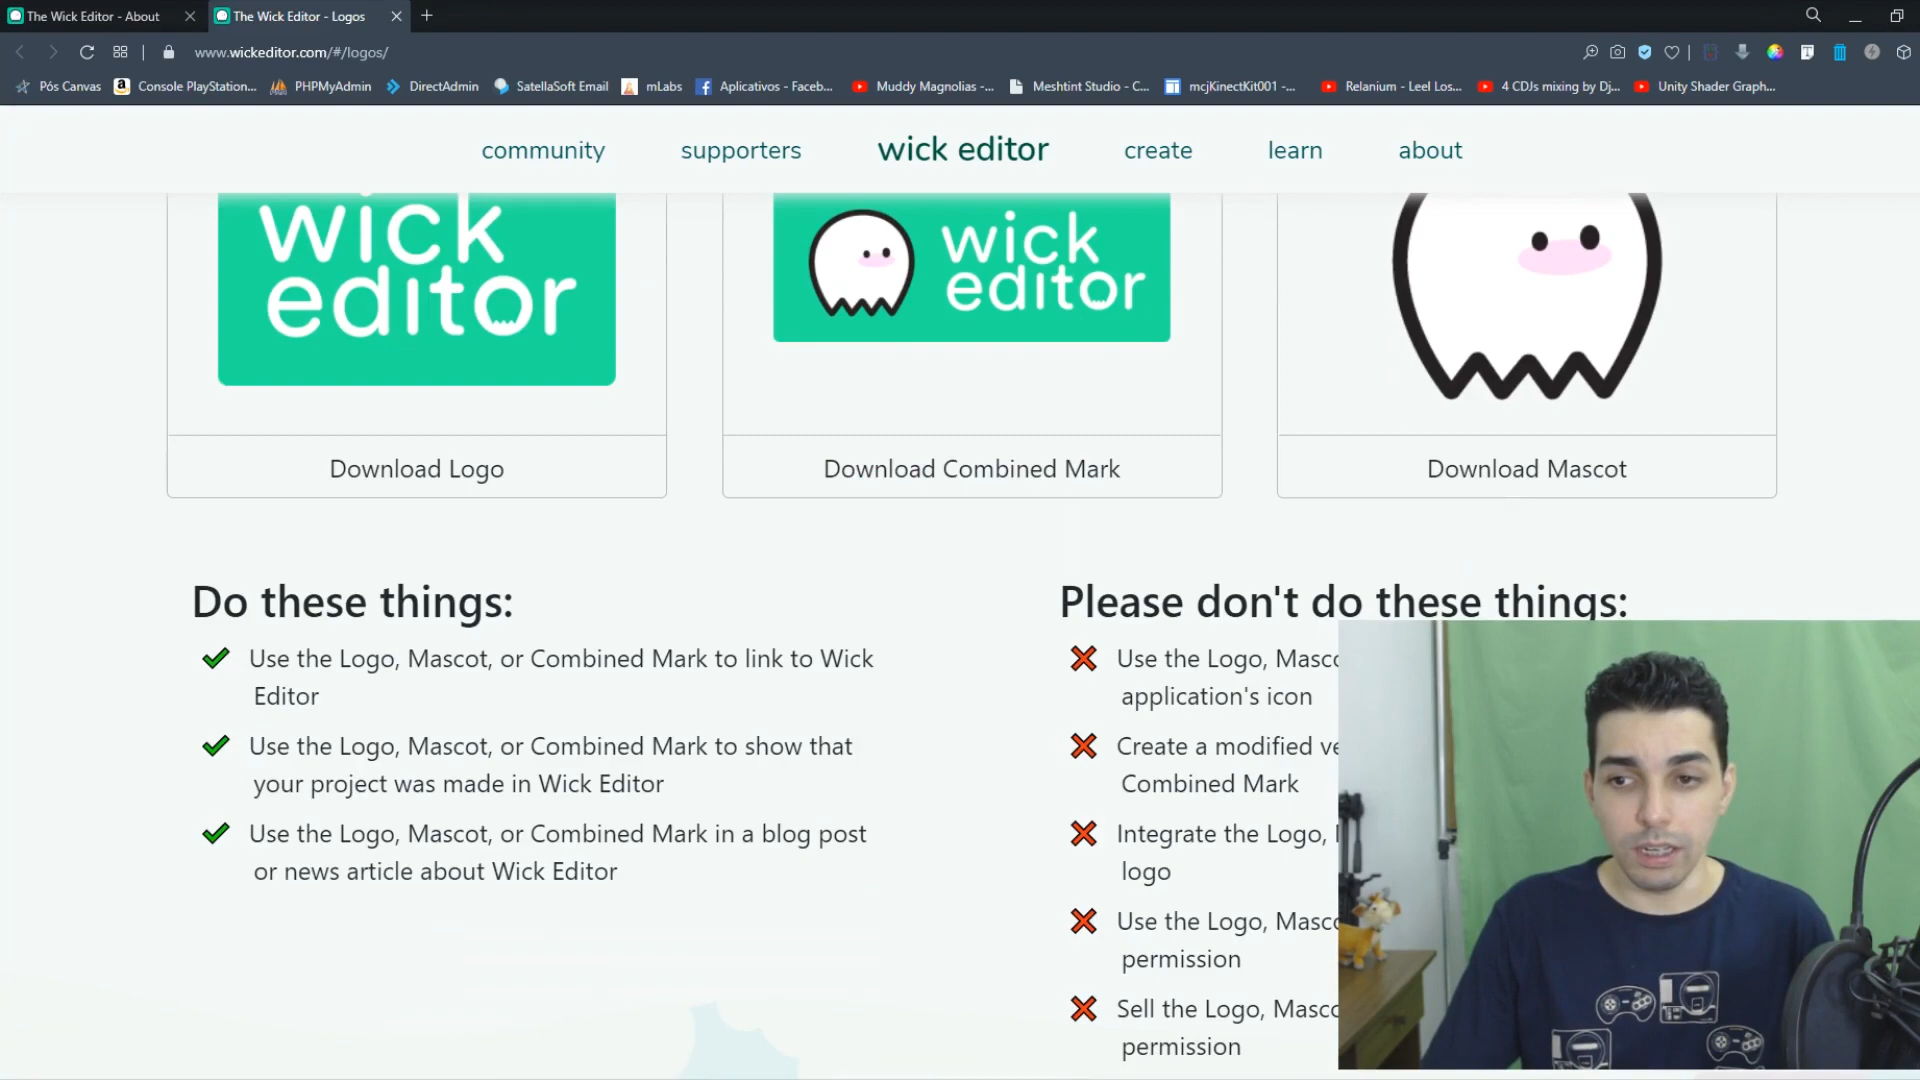 The Wick Editor - About
The Wick Editor - Logos
www.wickeditor.com/#/logos/
Pós Canvas
Console PlayStation...
PHPMyAdmin
DirectAdmin
SatellaSoft Email
mLabs
Aplicativos - Faceb...
Muddy Magnolias -...
Meshtint Studio - C...
mcjKinectKit001 -...
Relanium - Leel Los...
4 CDJs mixing by Dj...
Unity Shader Graph...
community
supporters
wick editor
create
learn
about
wick
editor
wick
editor
Download Logo
Download Combined Mark
Download Mascot
Do these things:
Use the Logo, Mascot, or Combined Mark to link to Wick
Editor
Use the Logo, Mascot, or Combined Mark to show that
your project was made in Wick Editor
Use the Logo, Mascot, or Combined Mark in a blog post
or news article about Wick Editor
Please don't do these things:
Use the Logo,
application's icon
Create a modified
Combined Mark
Integrate the Logo,
logo
Use the Logo,
permission
Sell the Logo,
permission